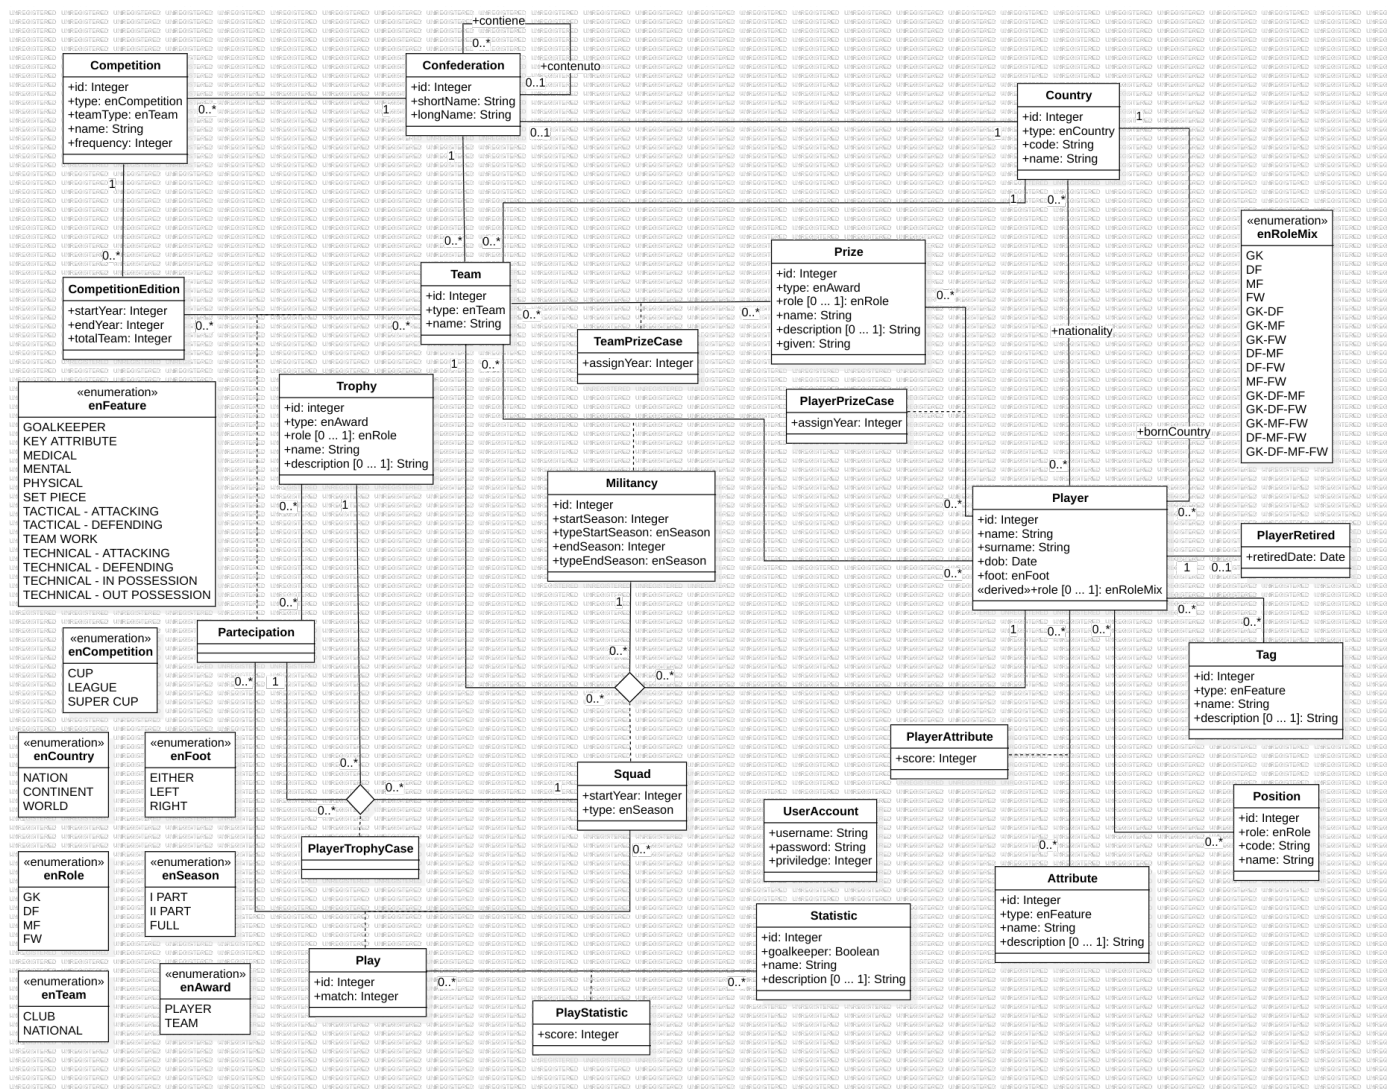 +contiene
0..*
+contenuto
0..1
Competition
+id: Integer
+type: enCompetition
+teamType: enTeam
+name: String
+frequency: Integer
0..*
1
Confederation
+id: Integer
+shortName: String
+longName: String
0..1
1
Country
+id: Integer
+type: enCountry
+code: String
+name: String
1
1
0..*
1
0..*
1
0..*
0..*
CompetitionEdition
+startYear: Integer
+endYear: Integer
+totalTeam: Integer
0..*
0..*
Team
+id: Integer
+type: enTeam
+name: String
0..*
0..*
1
0..*
TeamPrizeCase
+assignYear: Integer
Prize
+id: Integer
+type: enAward
+role [0 ... 1]: enRole
+name: String
+description [0 ... 1]: String
+given: String
0..*
PlayerPrizeCase
+assignYear: Integer
+nationality
+bornCountry
0..*
«enumeration»
enRoleMix
GK
DF
MF
FW
GK-DF
GK-MF
GK-FW
DF-MF
DF-FW
MF-FW
GK-DF-MF
GK-DF-FW
GK-MF-FW
DF-MF-FW
GK-DF-MF-FW
«enumeration»
enFeature
GOALKEEPER
KEY ATTRIBUTE
MEDICAL
MENTAL
PHYSICAL
SET PIECE
TACTICAL - ATTACKING
TACTICAL - DEFENDING
TEAM WORK
TECHNICAL - ATTACKING
TECHNICAL - DEFENDING
TECHNICAL - IN POSSESSION
TECHNICAL - OUT POSSESSION
Trophy
+id: integer
+type: enAward
+role [0 ... 1]: enRole
+name: String
+description [0 ... 1]: String
0..*
1
0..*
Militancy
+id: Integer
+startSeason: Integer
+typeStartSeason: enSeason
+endSeason: Integer
+typeEndSeason: enSeason
1
0..*
0..*
0..*
Player
+id: Integer
+name: String
+surname: String
+dob: Date
+foot: enFoot
«derived»+role [0 ... 1]: enRoleMix
0..*
0..*
0..*
1
0..1
PlayerRetired
+retiredDate: Date
0..*
0..*
1
0..*
0..*
Tag
+id: Integer
+type: enFeature
+name: String
+description [0 ... 1]: String
Partecipation
0..*
1
«enumeration»
enCompetition
CUP
LEAGUE
SUPER CUP
«enumeration»
enCountry
NATION
CONTINENT
WORLD
«enumeration»
enFoot
EITHER
LEFT
RIGHT
0..*
0..*
0..*
1
PlayerTrophyCase
Squad
+startYear: Integer
+type: enSeason
0..*
PlayerAttribute
+score: Integer
UserAccount
+username: String
+password: String
+priviledge: Integer
0..*
Attribute
+id: Integer
+type: enFeature
+name: String
+description [0 ... 1]: String
0..*
Position
+id: Integer
+role: enRole
+code: String
+name: String
«enumeration»
enRole
GK
DF
MF
FW
«enumeration»
enSeason
I PART
II PART
FULL
«enumeration»
enTeam
CLUB
NATIONAL
«enumeration»
enAward
PLAYER
TEAM
Play
+id: Integer
+match: Integer
0..*
0..*
PlayStatistic
+score: Integer
Statistic
+id: Integer
+goalkeeper: Boolean
+name: String
+description [0 ... 1]: String